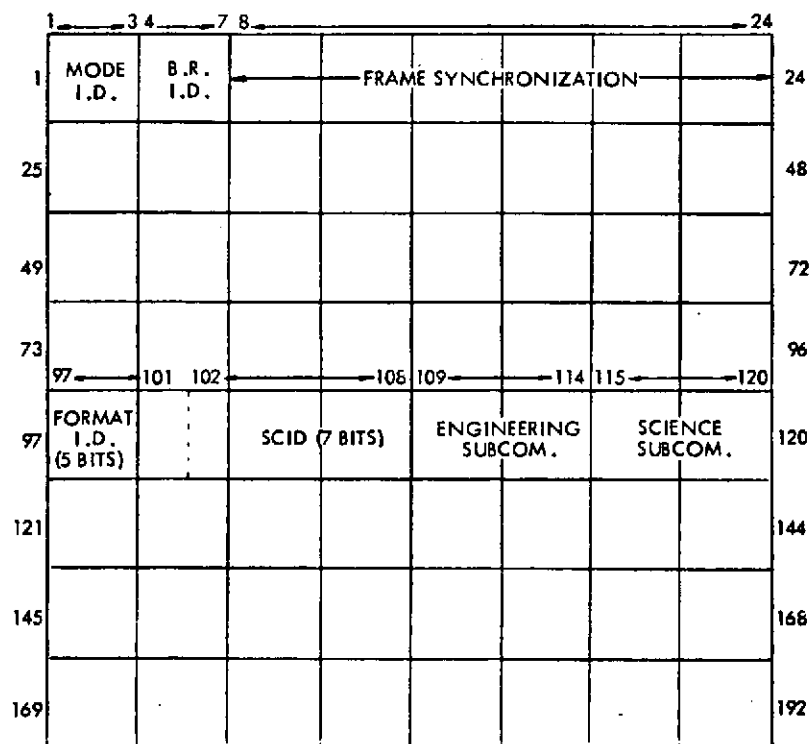 1 3 4 7 8 24
1 MODE I.D. B.R. I.D. FRAME SYNCHRONIZATION 24
25 48
49 72
73 96
97 101 102 108 109 114 115 120
97 FORMAT I.D. (5 BITS) SCID (7 BITS) ENGINEERING SUBCOM. SCIENCE SUBCOM. 120
121 144
145 168
169 192